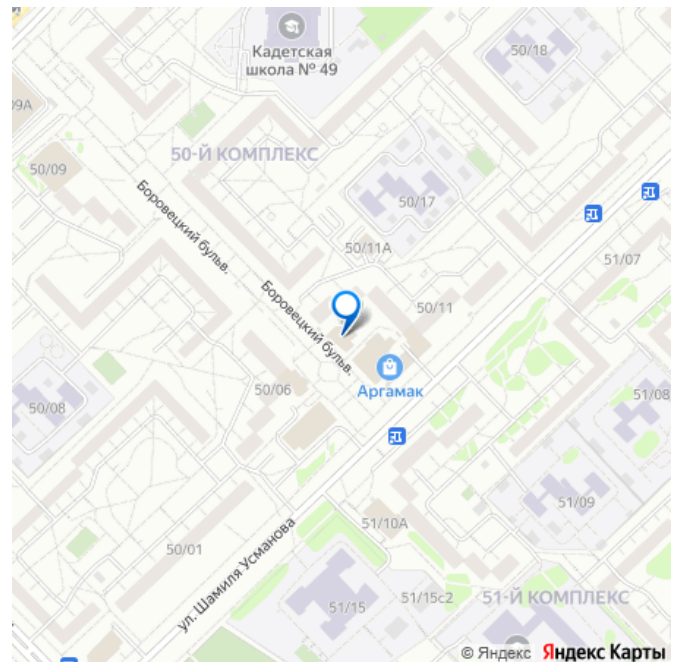 50/18
Кадетская
школа № 49
09А
50-Й КОМПЛЕКС
50/09
50/17
Боровецкий бульв.
50/11А
51/07
Боровецкий бульв.
50/11
Аргамак
50/06
50/08
51/08
51/09
51/10А
ул. Шамиля Усманова
50/01
51/15
51/15с2
51-Й КОМПЛЕКС
© Яндекс Яндекс Карты